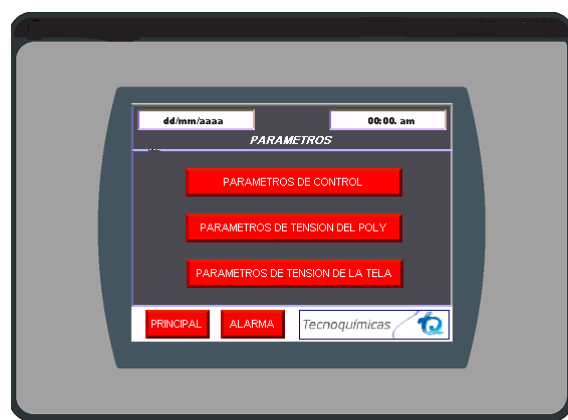 dd/mm/aaaa 00:00. am
PARAMETROS
PARAMETROS DE CONTROL
PARAMETROS DE TENSION DEL POLY
PARAMETROS DE TENSION DE LA TELA
PRINCIPAL ALARMA Tecnoquímicas TQ